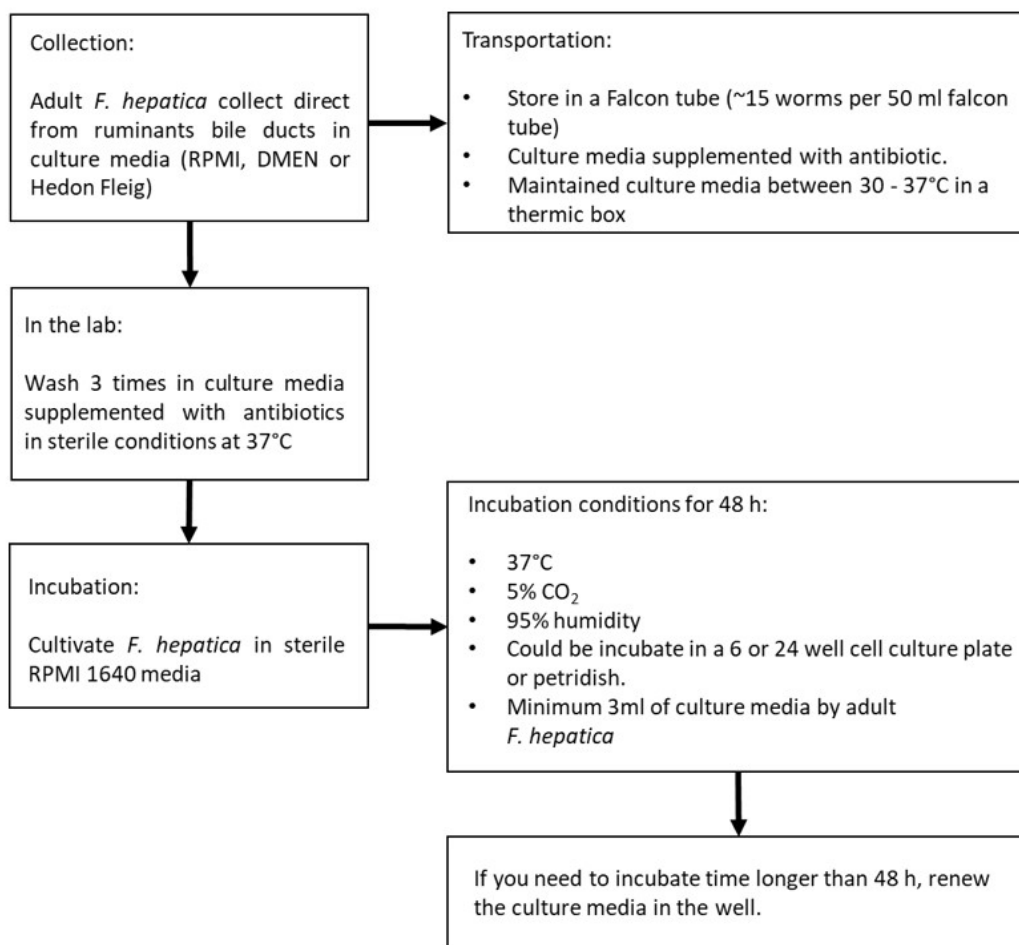 Collection:
Adult F. hepatica collect direct
from ruminants bile ducts in
culture media (RPMI, DMEN or
Hedon Fleig)
Transportation:
• Store in a Falcon tube (~15 worms per 50 ml falcon
tube)
• Culture media supplemented with antibiotic.
• Maintained culture media between 30 - 37°C in a
thermic box
In the lab:
Wash 3 times in culture media
supplemented with antibiotics
in sterile conditions at 37°C
Incubation:
Cultivate F. hepatica in sterile
RPMI 1640 media
Incubation conditions for 48 h:
• 37°C
• 5% CO₂
• 95% humidity
• Could be incubate in a 6 or 24 well cell culture plate
or petridish.
• Minimum 3ml of culture media by adult
F. hepatica
If you need to incubate time longer than 48 h, renew
the culture media in the well.